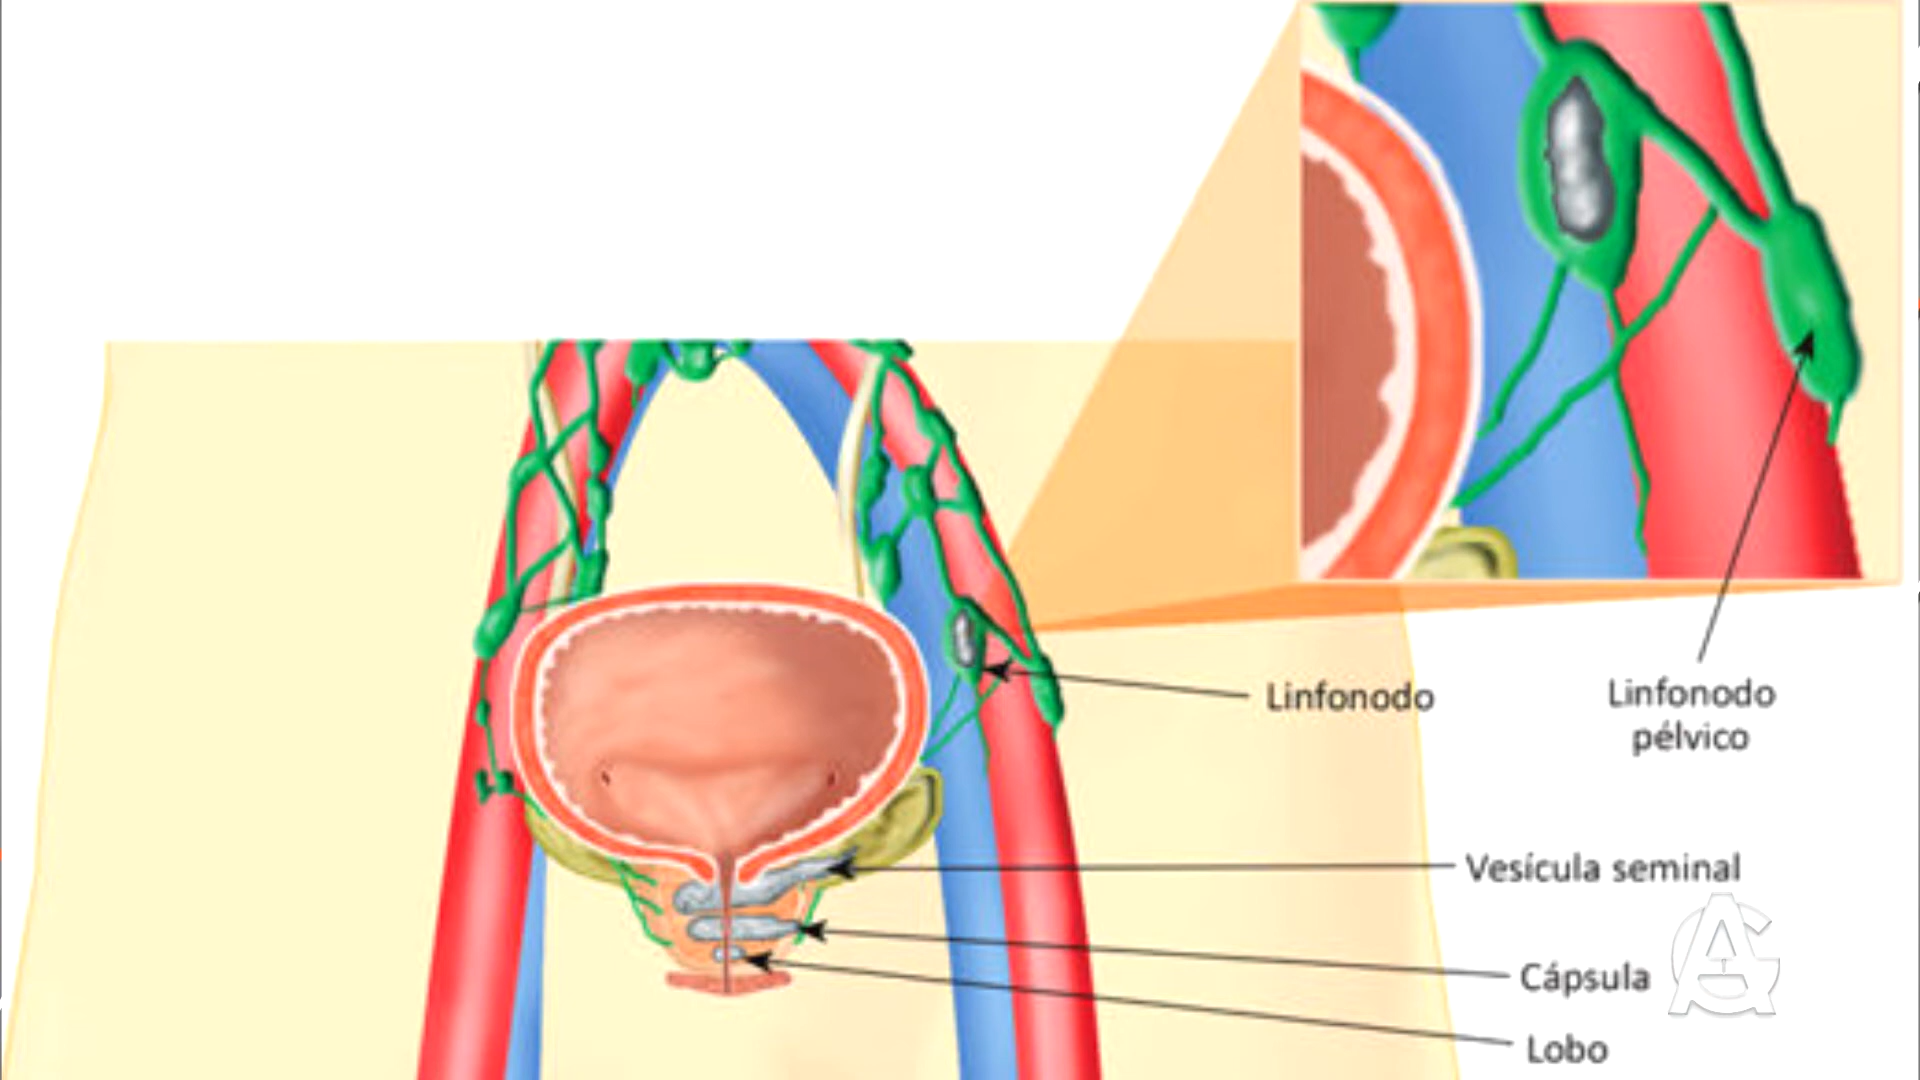 Linfonodo
Linfonodo
pélvico
Vesícula seminal
Cápsula
Lobo